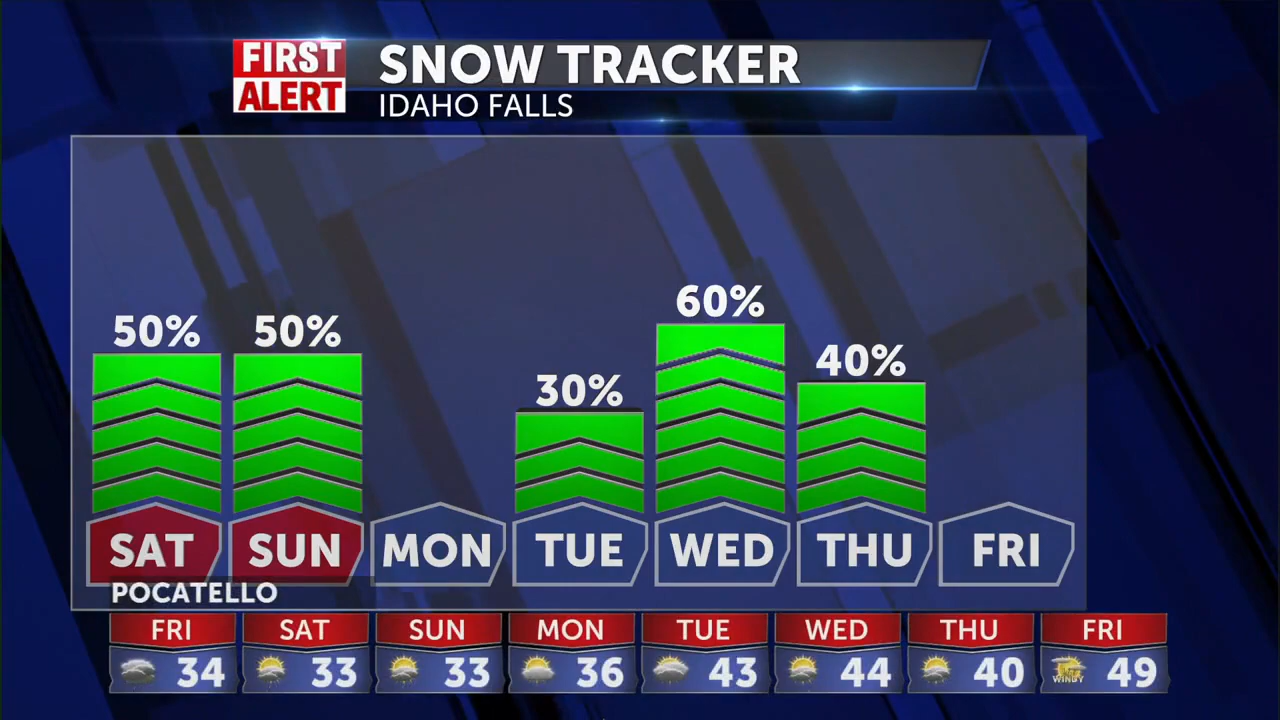 FIRST
ALERT
SNOW TRACKER
IDAHO FALLS
50% 50% 30% 60% 40%
SAT SUN MON TUE WED THU FRI
POCATELLO
FRI SAT SUN MON TUE WED THU FRI
34 33 33 36 43 44 40 WINDY 49